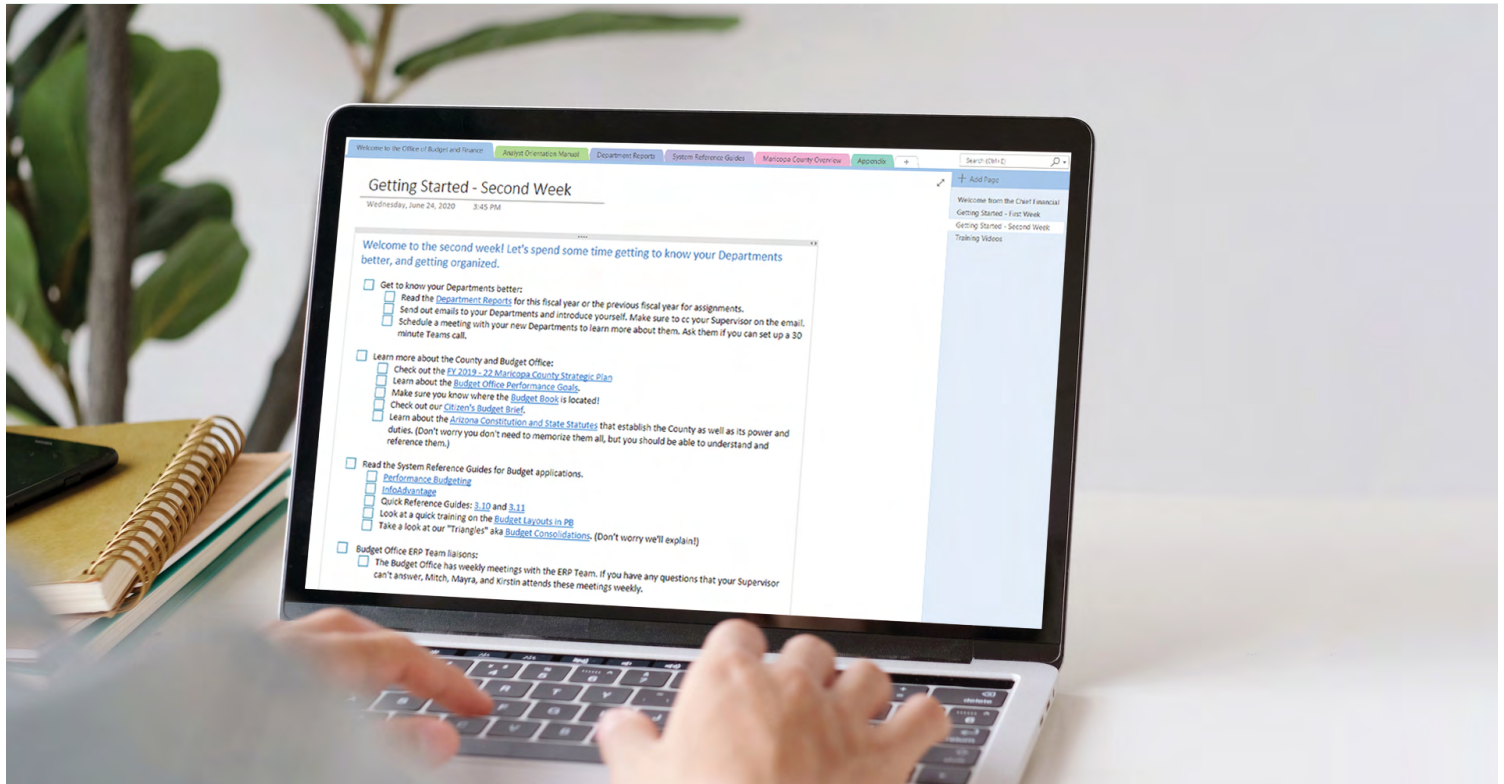 Welcome to the Office of Budget and Finance
Analyst Orientation Manual
Department Reports
System Reference Guides
Maricopa County Overview
Appendix
+
Search (Ctrl+E)
Getting Started - Second Week
Wednesday, June 24, 2020 3:45 PM
Welcome to the second week! Let's spend some time getting to know your Departments
better, and getting organized.
Get to know your Departments better:
Read the Department Reports for this fiscal year or the previous fiscal year for assignments.
Send out emails to your Departments and introduce yourself. Make sure to cc your Supervisor on the email.
Schedule a meeting with your new Departments to learn more about them. Ask them if you can set up a 30
minute Teams call.
Learn more about the County and Budget Office:
Check out the FY 2019 - 22 Maricopa County Strategic Plan
Learn about the Budget Office Performance Goals.
Make sure you know where the Budget Book is located!
Check out our Citizen's Budget Brief.
Learn about the Arizona Constitution and State Statutes that establish the County as well as its power and
duties. (Don't worry you don't need to memorize them all, but you should be able to understand and
reference them.)
Read the System Reference Guides for Budget applications.
Performance Budgeting
InfoAdvantage
Quick Reference Guides: 3.10 and 3.11
Look at a quick training on the Budget Layouts in PB
Take a look at our "Triangles" aka Budget Consolidations. (Don't worry we'll explain!)
Budget Office ERP Team liaisons:
The Budget Office has weekly meetings with the ERP Team. If you have any questions that your Supervisor
can't answer, Mitch, Mayra, and Kirstin attends these meetings weekly.
+ Add Page
Welcome from the Chief Financial
Getting Started - First Week
Getting Started - Second Week
Training Videos
delete
return